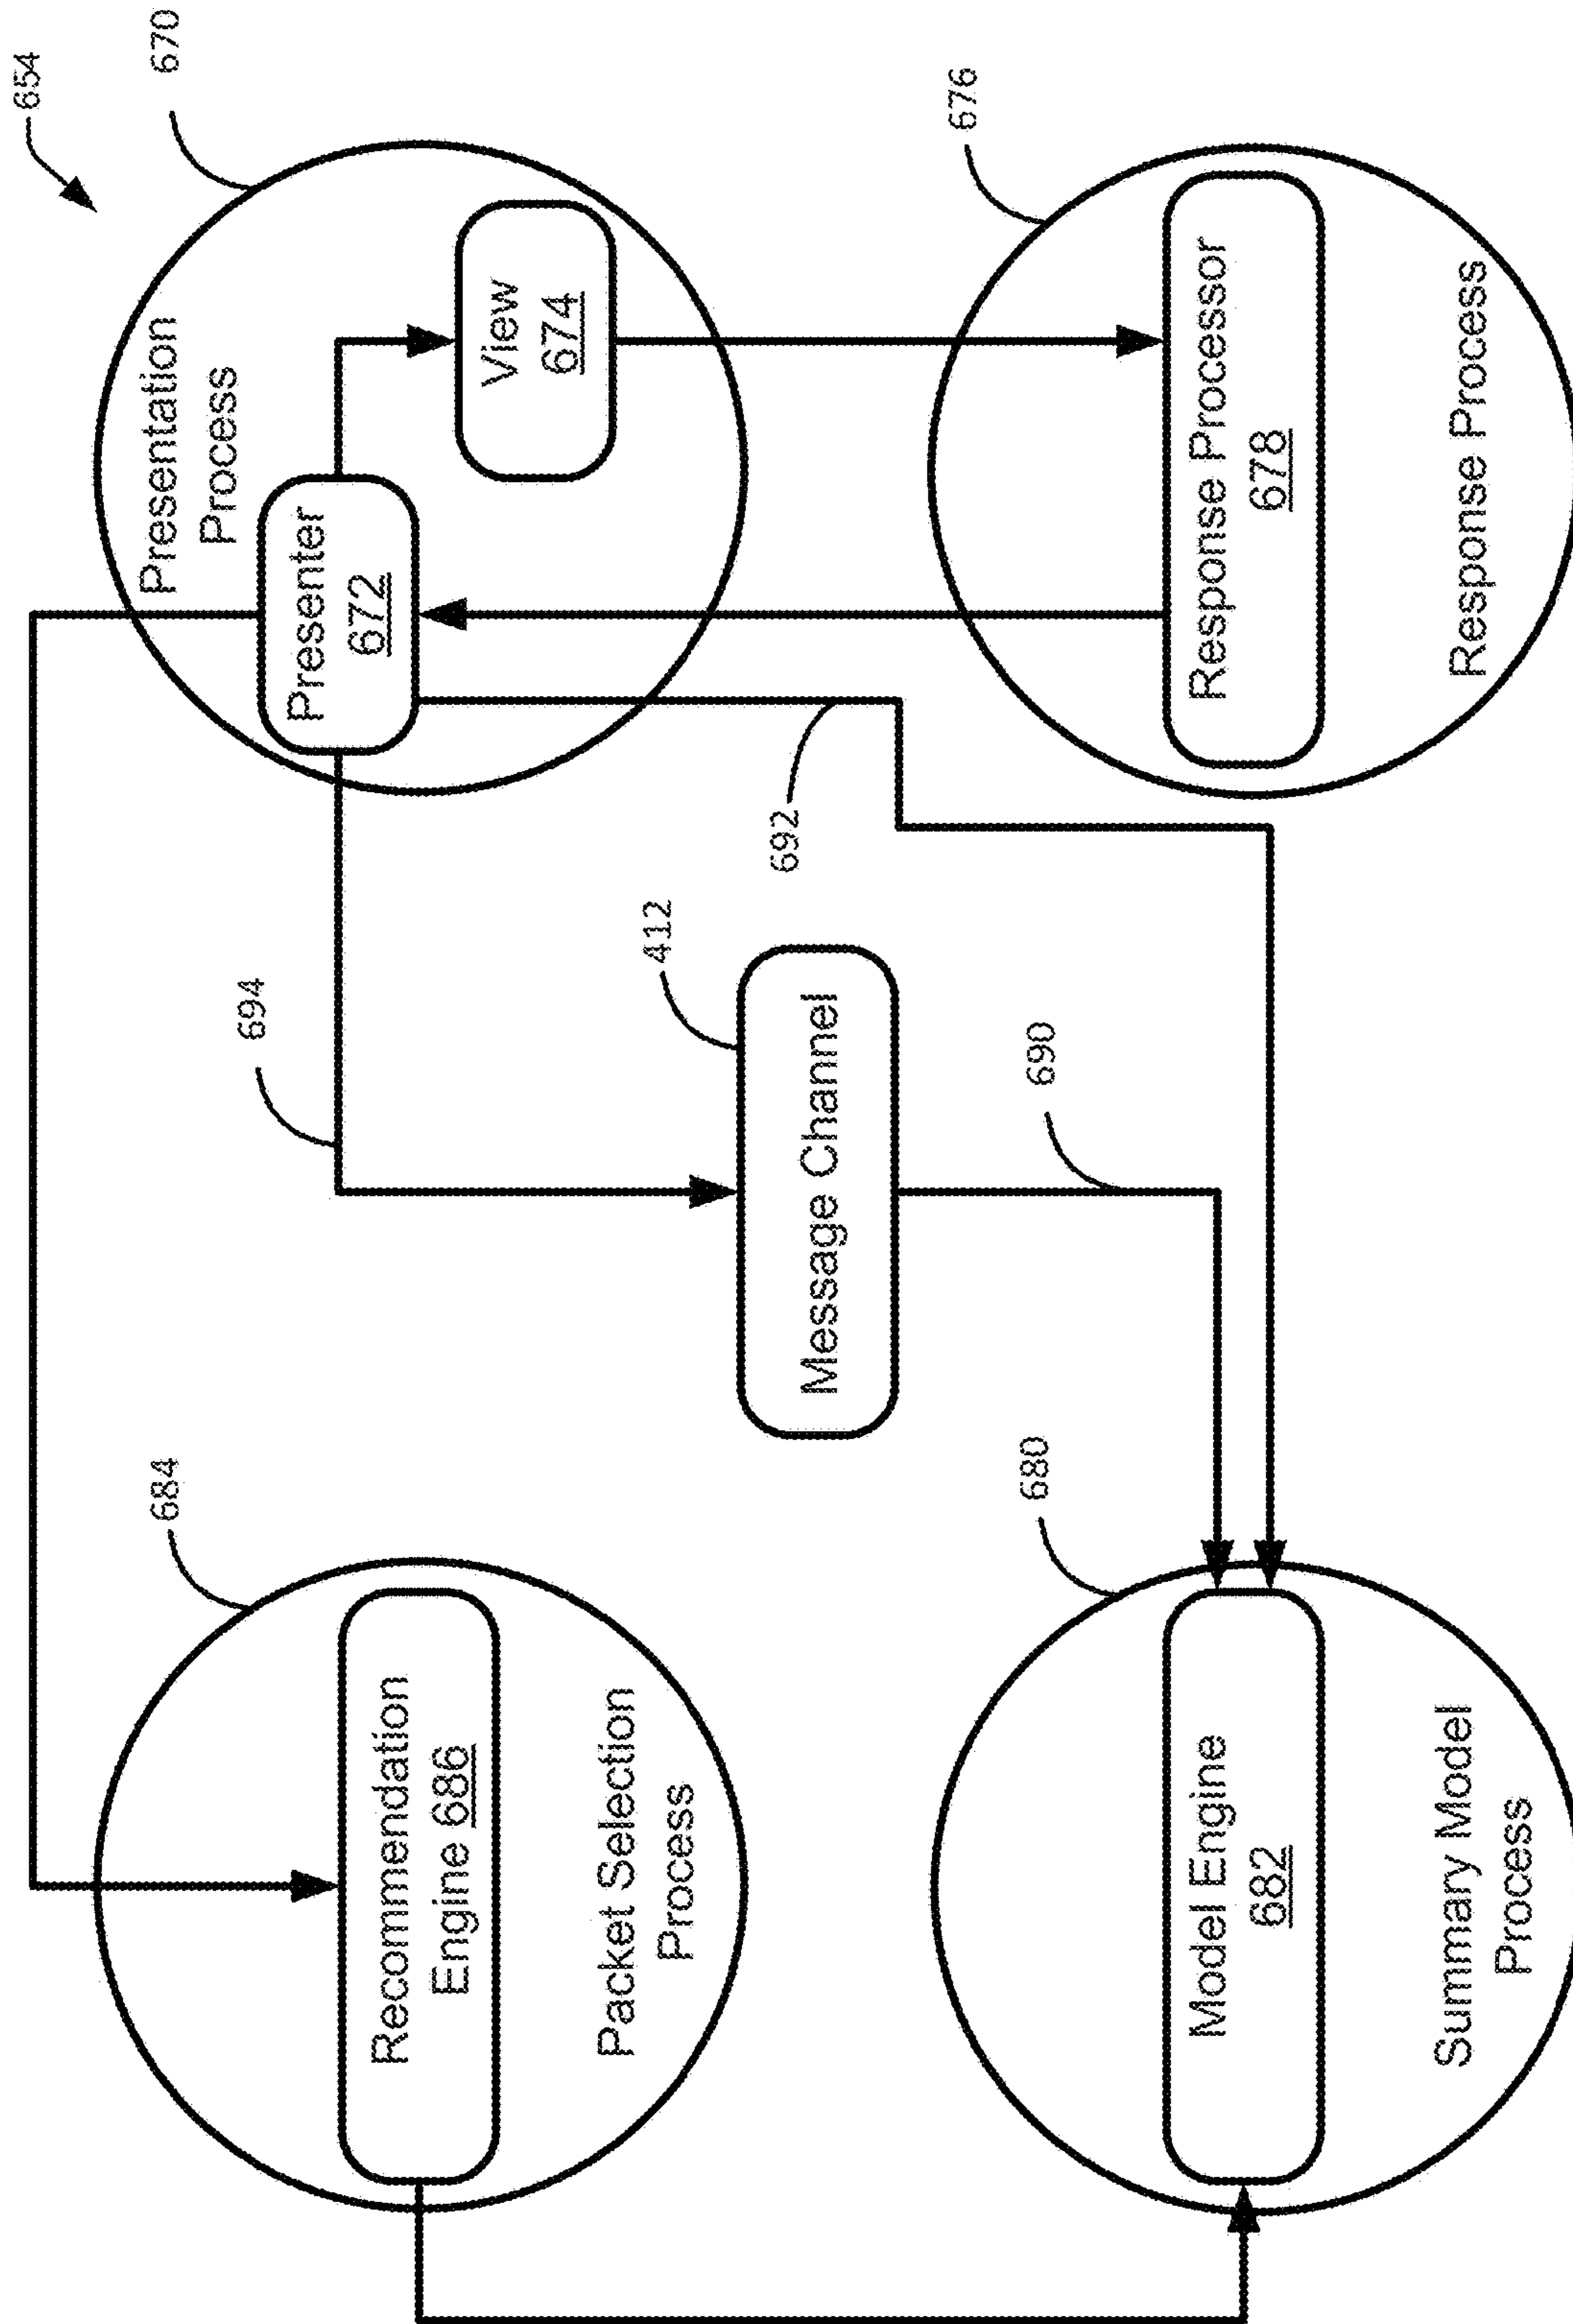 654
684
Recommendation
Engine 686
Packet Selection
Process
694
670
Presentation
Process
Presenter
672
View
674
412
Message Channel
692
690
680
Model Engine
682
Summary Model
Process
676
Response Processor
678
Response Process